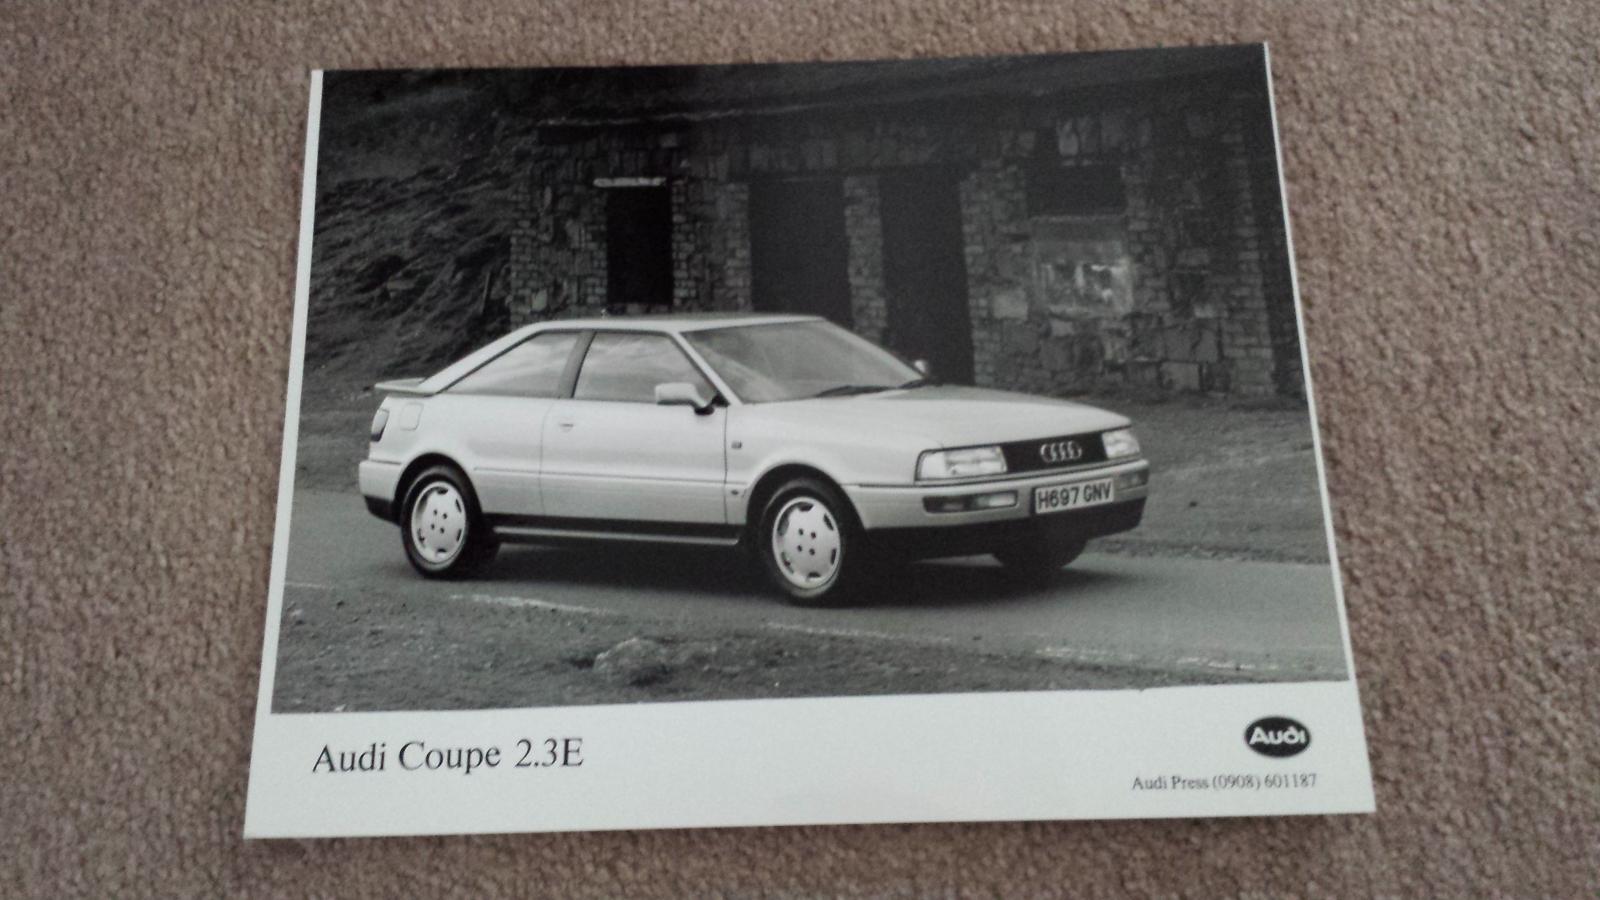 H697 GNV
Audi Coupe 2.3E
Audi
Audi Press (0908) 601187